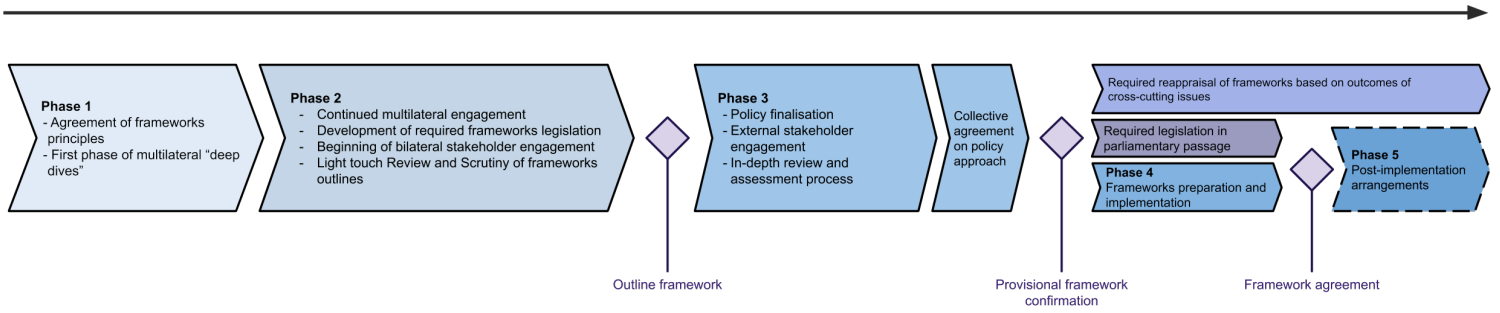 Phase 1
- Agreement of frameworks
principles
- First phase of multilateral “deep
dives”
Phase 2
- Continued multilateral engagement
- Development of required frameworks legislation
- Beginning of bilateral stakeholder engagement
- Light touch Review and Scrutiny of frameworks
outlines
Outline framework
Phase 3
- Policy finalisation
- External stakeholder
engagement
- In-depth review and
assessment process
Collective
agreement
on policy
approach
Provisional framework
confirmation
Required reappraisal of frameworks based on outcomes of
cross-cutting issues
Required legislation in
parliamentary passage
Phase 4
Frameworks preparation and
implementation
Framework agreement
Phase 5
Post-implementation
arrangements